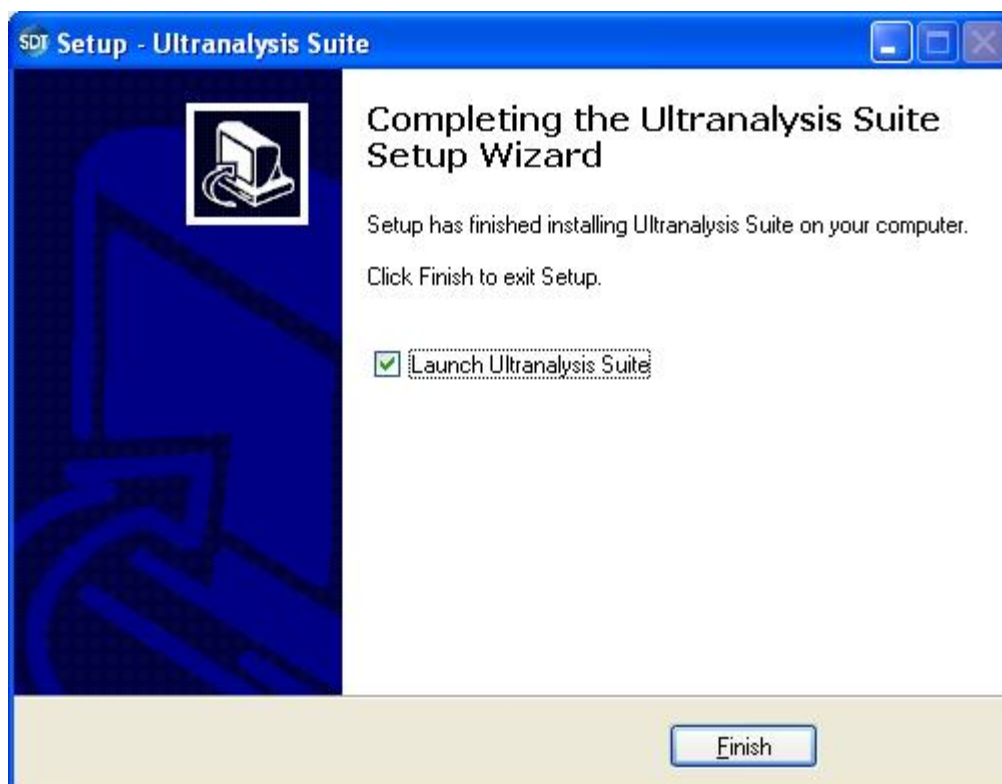 SDT Setup - Ultranalysis Suite
Completing the Ultranalysis Suite
Setup Wizard
Setup has finished installing Ultranalysis Suite on your computer.
Click Finish to exit Setup.
Launch Ultranalysis Suite
Finish